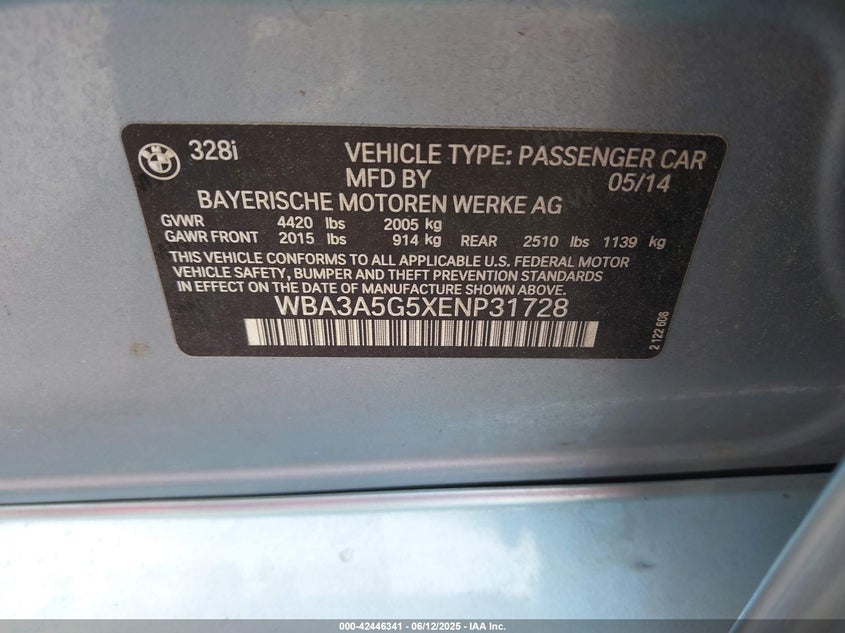 BMW
328i VEHICLE TYPE: PASSENGER CAR
MFD BY 05/14
BAYERISCHE MOTOREN WERKE AG
GVWR 4420 lbs 2005 kg
GAWR FRONT 2015 lbs 914 kg REAR 2510 lbs 1139 kg
THIS VEHICLE CONFORMS TO ALL APPLICABLE U.S. FEDERAL MOTOR
VEHICLE SAFETY, BUMPER AND THEFT PREVENTION STANDARDS
IN EFFECT ON THE DATE OF MANUFACTURE SHOWN ABOVE.
WBA3A5G5XENP31728
2 122 608
000-42446341 - 06/12/2025 - IAA Inc.